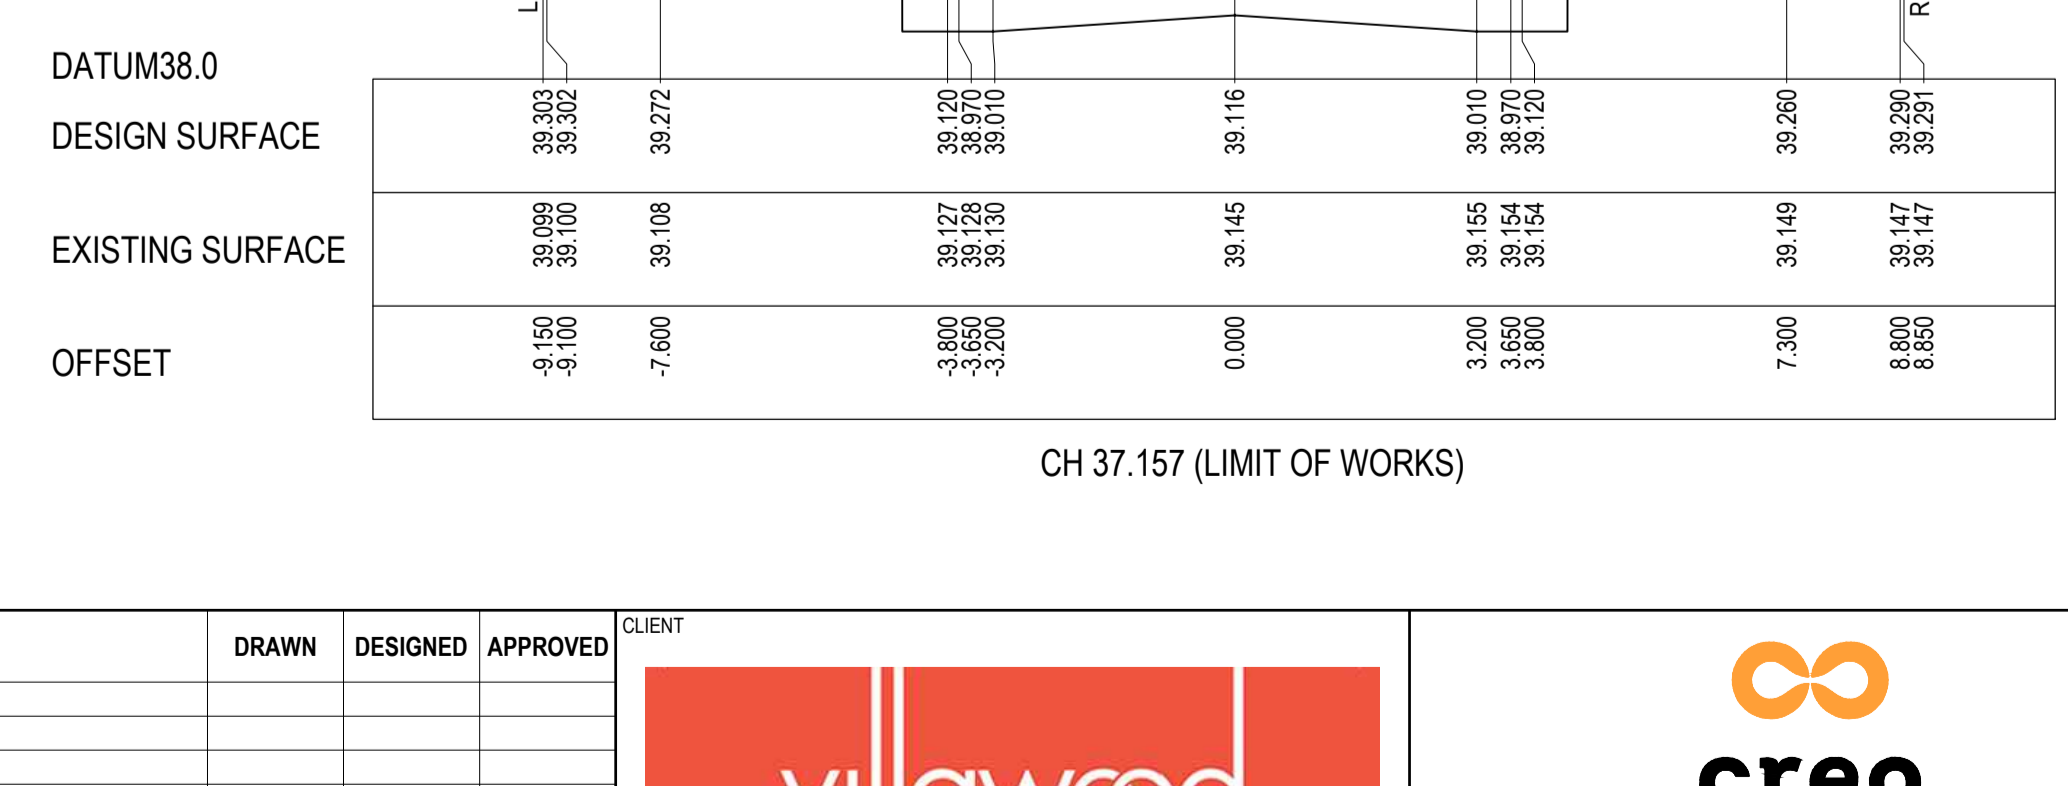 L
R
DATUM38.0
DESIGN SURFACE 39.303 39.302 39.272 39.120 38.970 39.010 39.116 39.010 38.970 39.120 39.260 39.290 39.291
EXISTING SURFACE 39.099 39.100 39.108 39.127 39.128 39.130 39.145 39.155 39.154 39.154 39.149 39.147 39.147
OFFSET -9.150 -9.100 -7.600 -3.800 -3.650 -3.200 0.000 3.200 3.650 3.800 7.300 8.800 8.850
CH 37.157 (LIMIT OF WORKS)
DRAWN DESIGNED APPROVED
CLIENT
villawood
creo